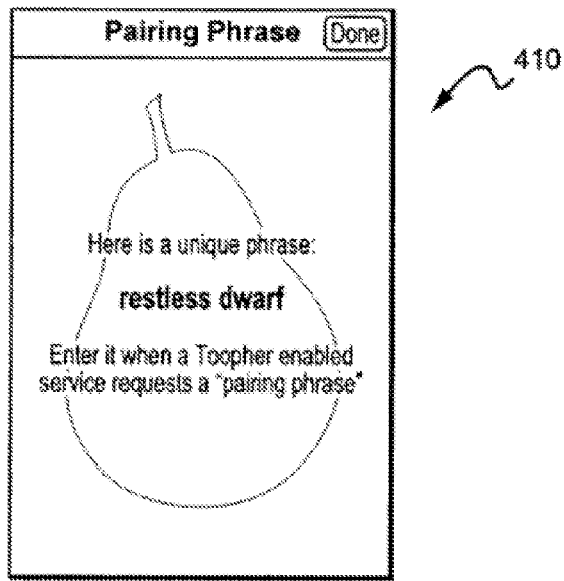 Pairing Phrase Done
410
Here is a unique phrase:
restless dwarf
Enter it when a Toopher enabled
service requests a "pairing phrase"